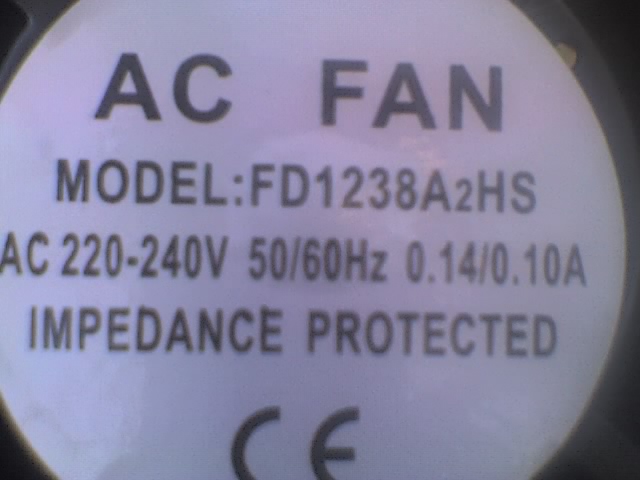 AC FAN
MODEL:FD1238A2HS
AC 220-240V 50/60Hz 0.14/0.10A
IMPEDANCE PROTECTED
CE